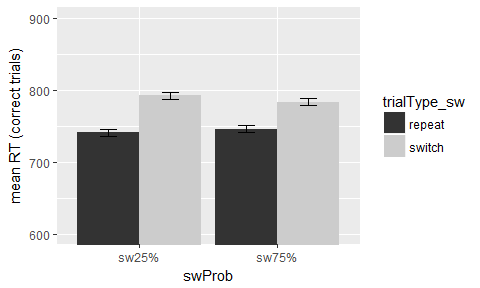 mean RT (correct trials)
900
800
700
600
sw25%
sw75%
swProb
trialType_sw
repeat
switch